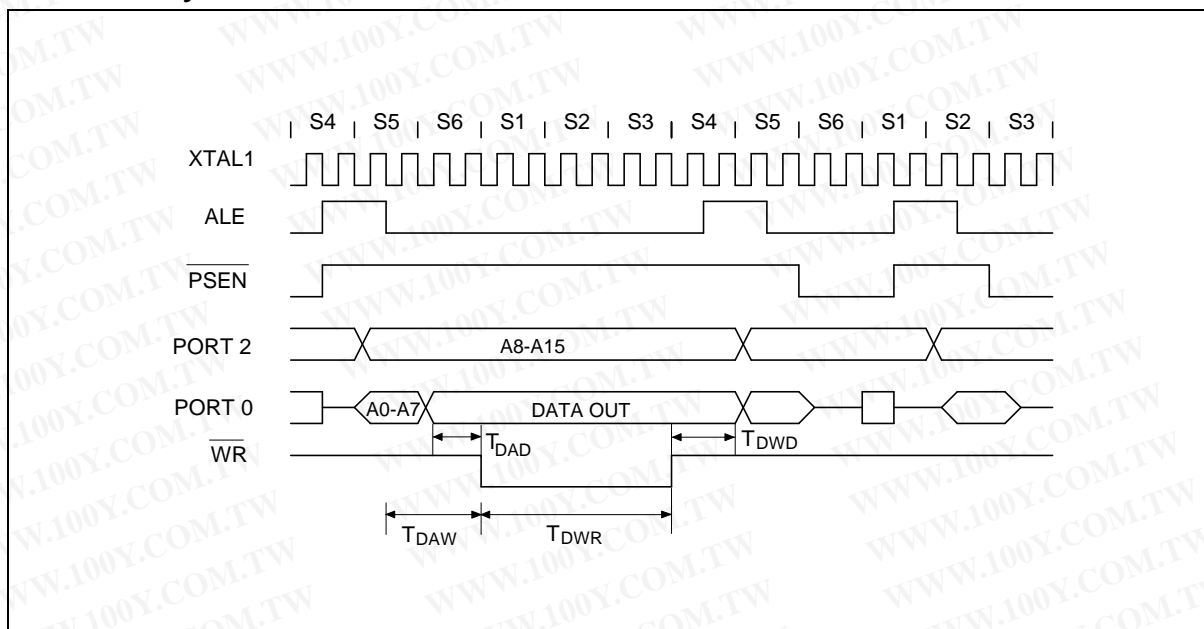 S4 S5 S6 S1 S2 S3 S4 S5 S6 S1 S2 S3
XTAL1
ALE
PSEN
PORT 2
A8-A15
PORT 0
A0-A7
DATA OUT
TDAD
TDWD
WR
TDAW
TDWR
WWW.100Y.COM.TW